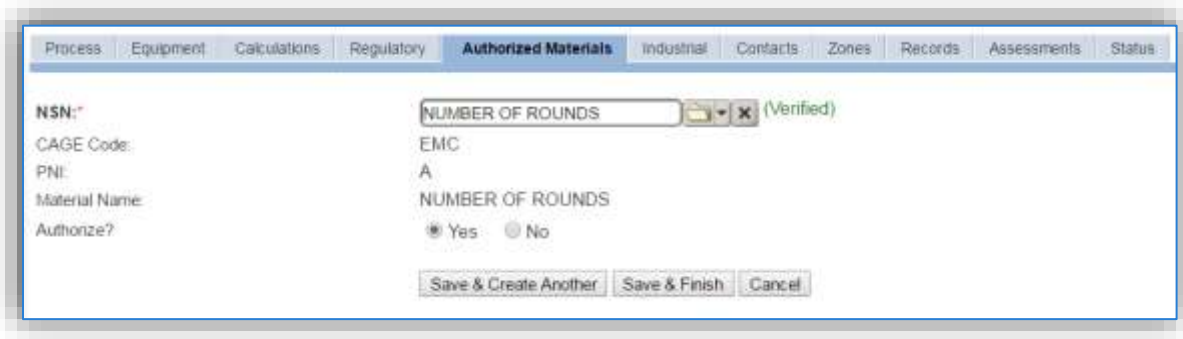 Process Equipment Calculations Regulatory Authorized Materials Industrial Contacts Zones Records Assessments Status
NSN:* NUMBER OF ROUNDS (Verified)
CAGE Code: EMC
PNI: A
Material Name: NUMBER OF ROUNDS
Authorize? Yes No
Save & Create Another Save & Finish Cancel